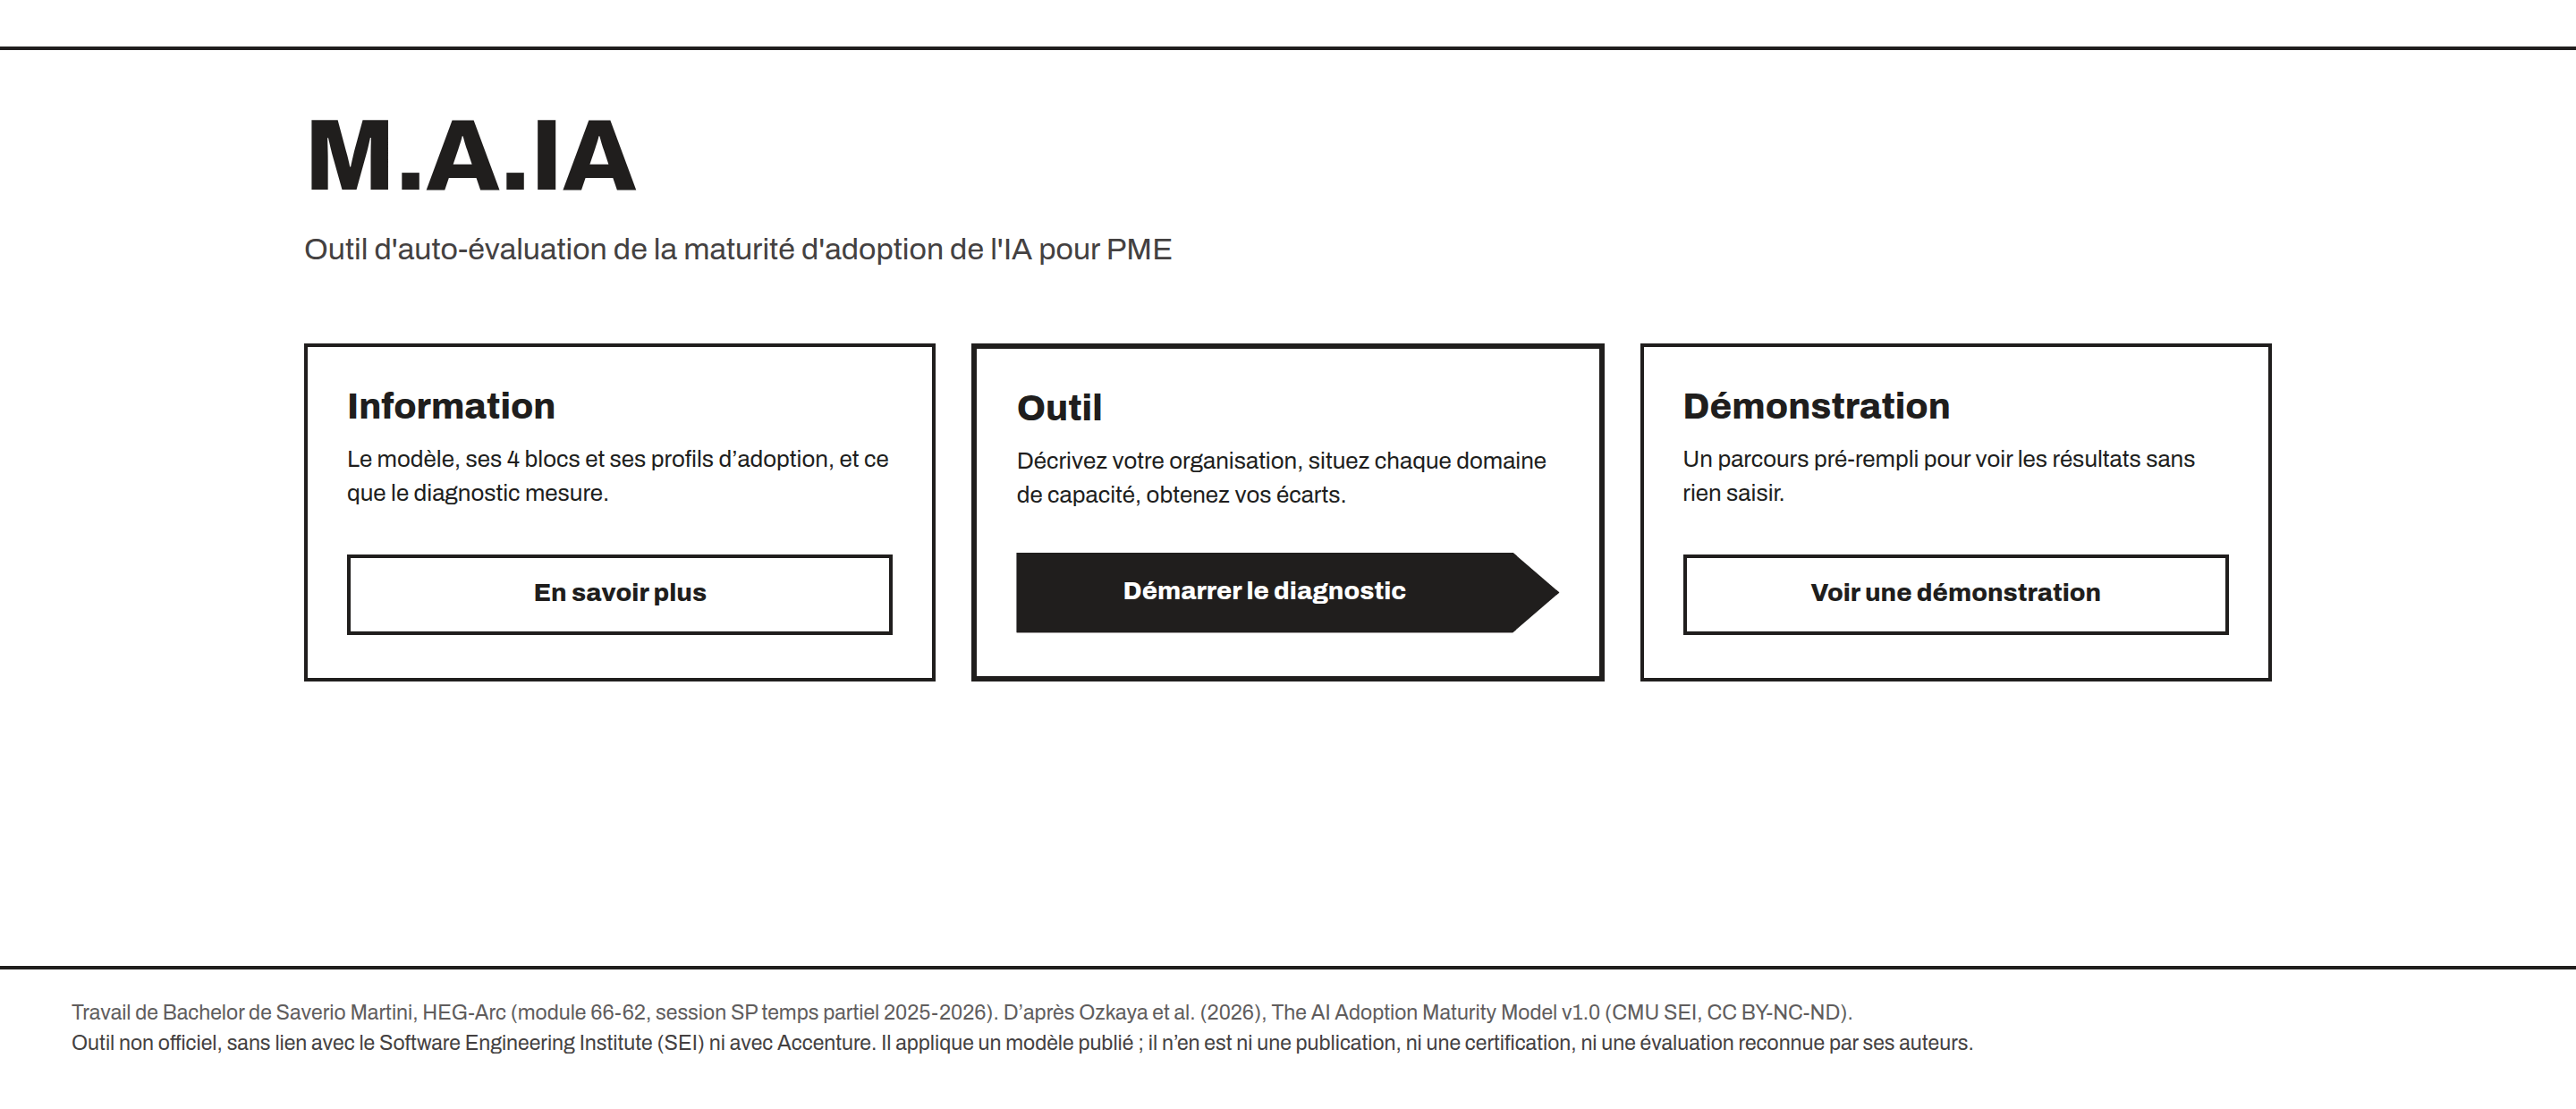 M.A.IA
Outil d'auto-évaluation de la maturité d'adoption de l'IA pour PME
Information
Le modèle, ses 4 blocs et ses profils d’adoption, et ce
que le diagnostic mesure.
En savoir plus
Outil
Décrivez votre organisation, situez chaque domaine
de capacité, obtenez vos écarts.
Démarrer le diagnostic
Démonstration
Un parcours pré-rempli pour voir les résultats sans
rien saisir.
Voir une démonstration
Travail de Bachelor de Saverio Martini, HEG-Arc (module 66-62, session SP temps partiel 2025-2026). D’après Ozkaya et al. (2026), The AI Adoption Maturity Model v1.0 (CMU SEI, CC BY-NC-ND).
Outil non officiel, sans lien avec le Software Engineering Institute (SEI) ni avec Accenture. Il applique un modèle publié ; il n’en est ni une publication, ni une certification, ni une évaluation reconnue par ses auteurs.